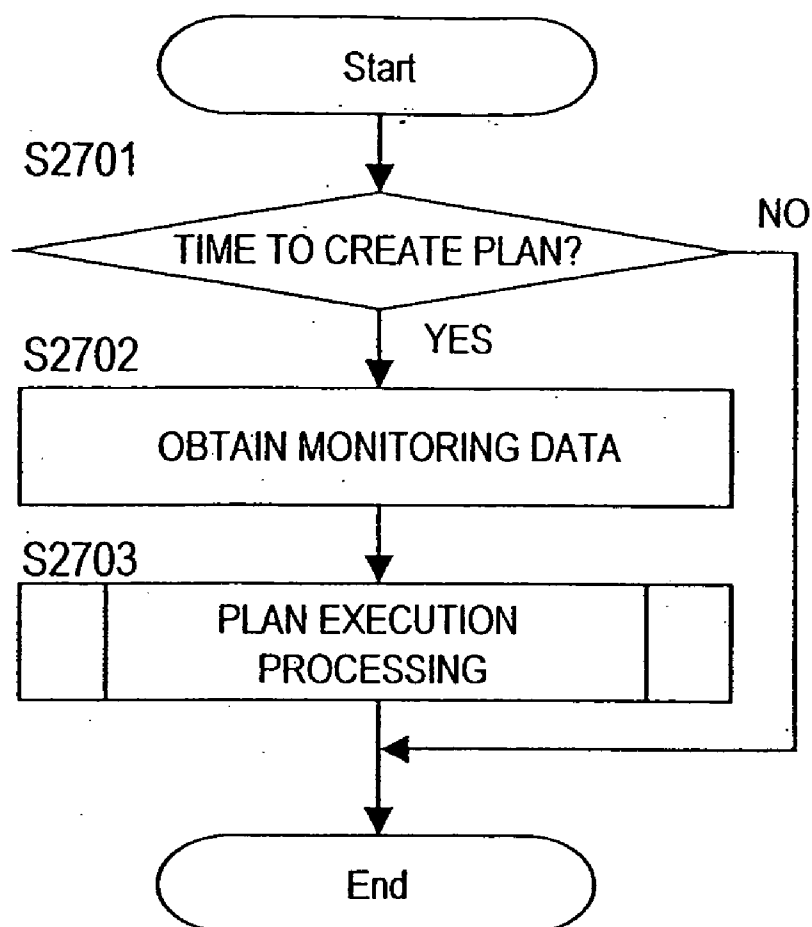 Start
S2701
TIME TO CREATE PLAN?
NO
YES
S2702
OBTAIN MONITORING DATA
S2703
PLAN EXECUTION
PROCESSING
End